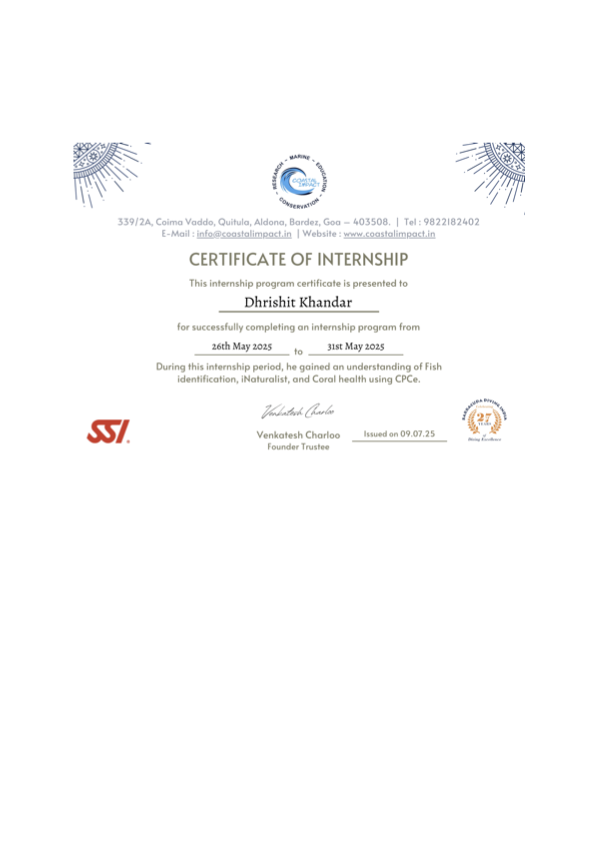 RESEARCH - MARINE - EDUCATION
COASTAL
IMPACT
CONSERVATION
339/2A, Coima Vaddo, Quitula, Aldona, Bardez, Goa – 403508. | Tel : 9822182402
E-Mail : info@coastalimpact.in | Website : www.coastalimpact.in
CERTIFICATE OF INTERNSHIP
This internship program certificate is presented to
Dhrishit Khandar
for successfully completing an internship program from
26th May 2025 to 31st May 2025
During this internship period, he gained an understanding of Fish
identification, iNaturalist, and Coral health using CPCe.
Venkatesh Charloo
Venkatesh Charloo
Founder Trustee
Issued on 09.07.25
SSI
BARRACUDA DIVING INDIA
27
YEARS
of
Diving Excellence